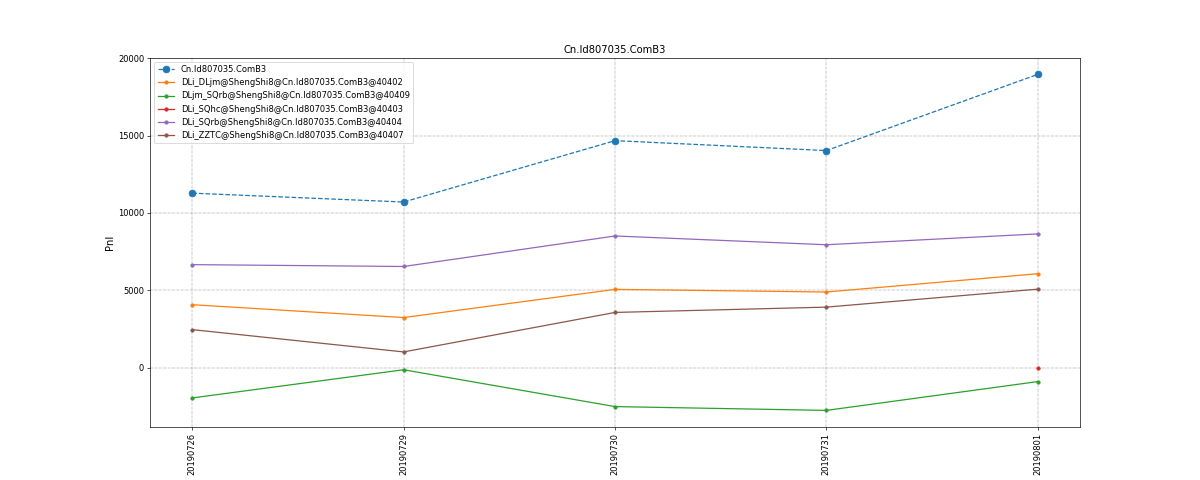 Cn.Id807035.ComB3
20000
15000
10000
5000
0
Pnl
Cn.Id807035.ComB3
DLi_DLjm@ShengShi8@Cn.Id807035.ComB3@40402
DLjm_SQrb@ShengShi8@Cn.Id807035.ComB3@40409
DLi_SQhc@ShengShi8@Cn.Id807035.ComB3@40403
DLi_SQrb@ShengShi8@Cn.Id807035.ComB3@40404
DLi_ZZTC@ShengShi8@Cn.Id807035.ComB3@40407
20190726
20190729
20190730
20190731
20190801